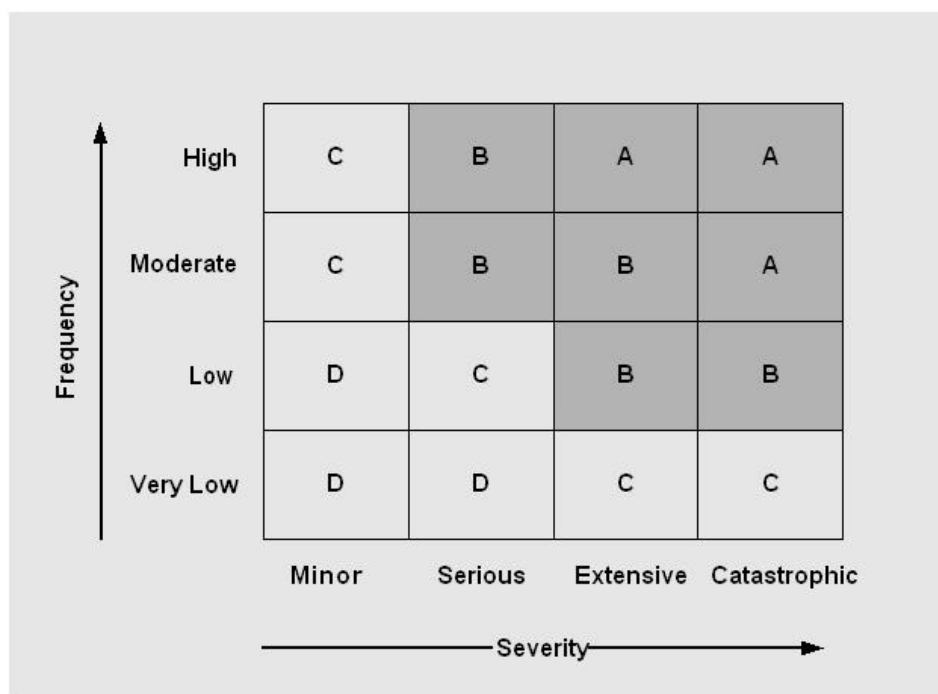 High C B A A
Moderate C B B A
Frequency
Low D C B B
Very Low D D C C
Minor Serious Extensive Catastrophic
Severity